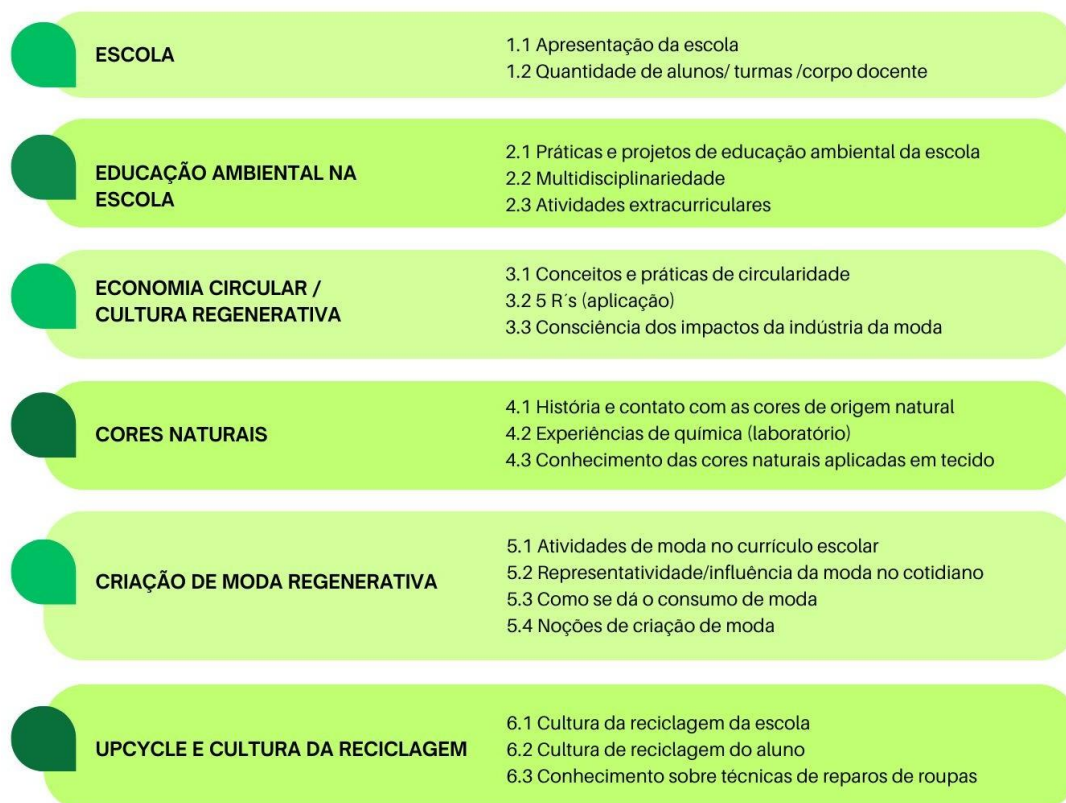 ESCOLA
1.1 Apresentação da escola
1.2 Quantidade de alunos/ turmas /corpo docente
EDUCAÇÃO AMBIENTAL NA
ESCOLA
2.1 Práticas e projetos de educação ambiental da escola
2.2 Multidisciplinariedade
2.3 Atividades extracurriculares
ECONOMIA CIRCULAR /
CULTURA REGENERATIVA
3.1 Conceitos e práticas de circularidade
3.2 5 R´s (aplicação)
3.3 Consciência dos impactos da indústria da moda
CORES NATURAIS
4.1 História e contato com as cores de origem natural
4.2 Experiências de química (laboratório)
4.3 Conhecimento das cores naturais aplicadas em tecido
CRIAÇÃO DE MODA REGENERATIVA
5.1 Atividades de moda no currículo escolar
5.2 Representatividade/influência da moda no cotidiano
5.3 Como se dá o consumo de moda
5.4 Noções de criação de moda
UPCYCLE E CULTURA DA RECICLAGEM
6.1 Cultura da reciclagem da escola
6.2 Cultura de reciclagem do aluno
6.3 Conhecimento sobre técnicas de reparos de roupas